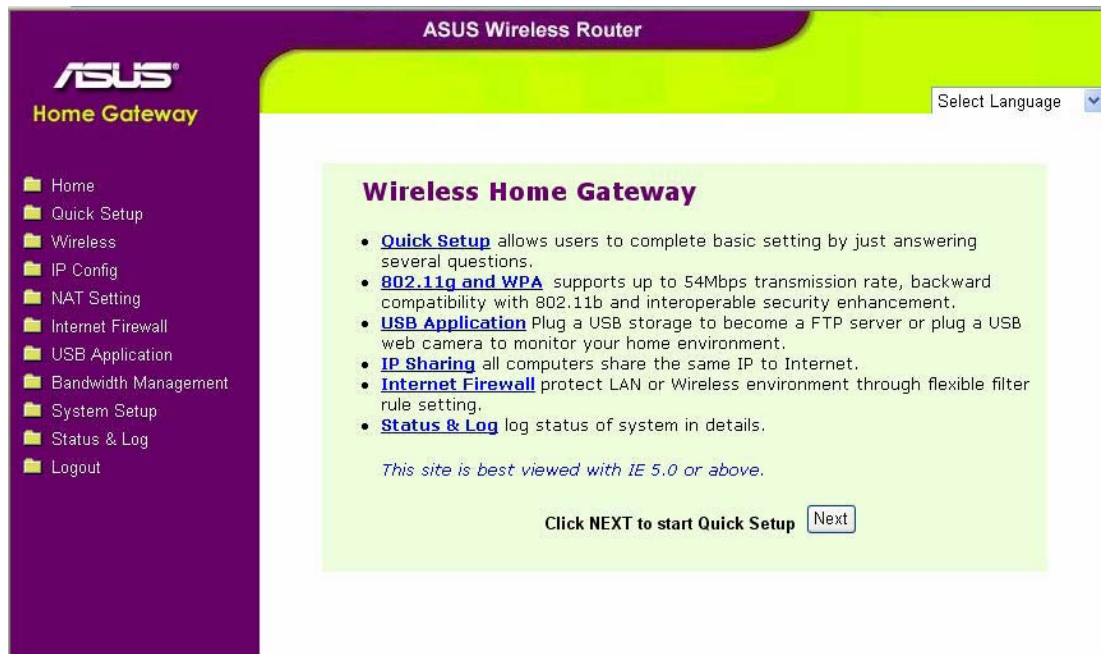 ASUS Wireless Router
ASUS
Home Gateway
Select Language
Home
Quick Setup
Wireless
IP Config
NAT Setting
Internet Firewall
USB Application
Bandwidth Management
System Setup
Status & Log
Logout
Wireless Home Gateway
• Quick Setup allows users to complete basic setting by just answering
several questions.
• 802.11g and WPA supports up to 54Mbps transmission rate, backward
compatibility with 802.11b and interoperable security enhancement.
• USB Application Plug a USB storage to become a FTP server or plug a USB
web camera to monitor your home environment.
• IP Sharing all computers share the same IP to Internet.
• Internet Firewall protect LAN or Wireless environment through flexible filter
rule setting.
• Status & Log log status of system in details.
This site is best viewed with IE 5.0 or above.
Click NEXT to start Quick Setup Next